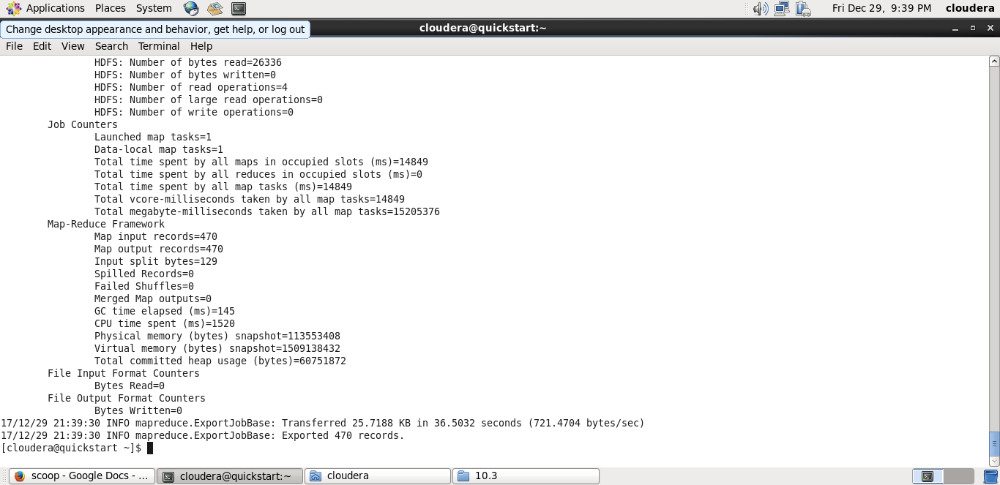 Applications Places System Fri Dec 29, 9:39 PM cloudera
Change desktop appearance and behavior, get help, or log out cloudera@quickstart:~
File Edit View Search Terminal Help
HDFS: Number of bytes read=26336
HDFS: Number of bytes written=0
HDFS: Number of read operations=4
HDFS: Number of large read operations=0
HDFS: Number of write operations=0
Job Counters
Launched map tasks=1
Data-local map tasks=1
Total time spent by all maps in occupied slots (ms)=14849
Total time spent by all reduces in occupied slots (ms)=0
Total time spent by all map tasks (ms)=14849
Total vcore-milliseconds taken by all map tasks=14849
Total megabyte-milliseconds taken by all map tasks=15205376
Map-Reduce Framework
Map input records=470
Map output records=470
Input split bytes=129
Spilled Records=0
Failed Shuffles=0
Merged Map outputs=0
GC time elapsed (ms)=145
CPU time spent (ms)=1520
Physical memory (bytes) snapshot=113553408
Virtual memory (bytes) snapshot=1509138432
Total committed heap usage (bytes)=60751872
File Input Format Counters
Bytes Read=0
File Output Format Counters
Bytes Written=0
17/12/29 21:39:30 INFO mapreduce.ExportJobBase: Transferred 25.7188 KB in 36.5032 seconds (721.4704 bytes/sec)
17/12/29 21:39:30 INFO mapreduce.ExportJobBase: Exported 470 records.
[cloudera@quickstart ~]$
scoop - Google Docs - ... cloudera@quickstart:~ cloudera 10.3